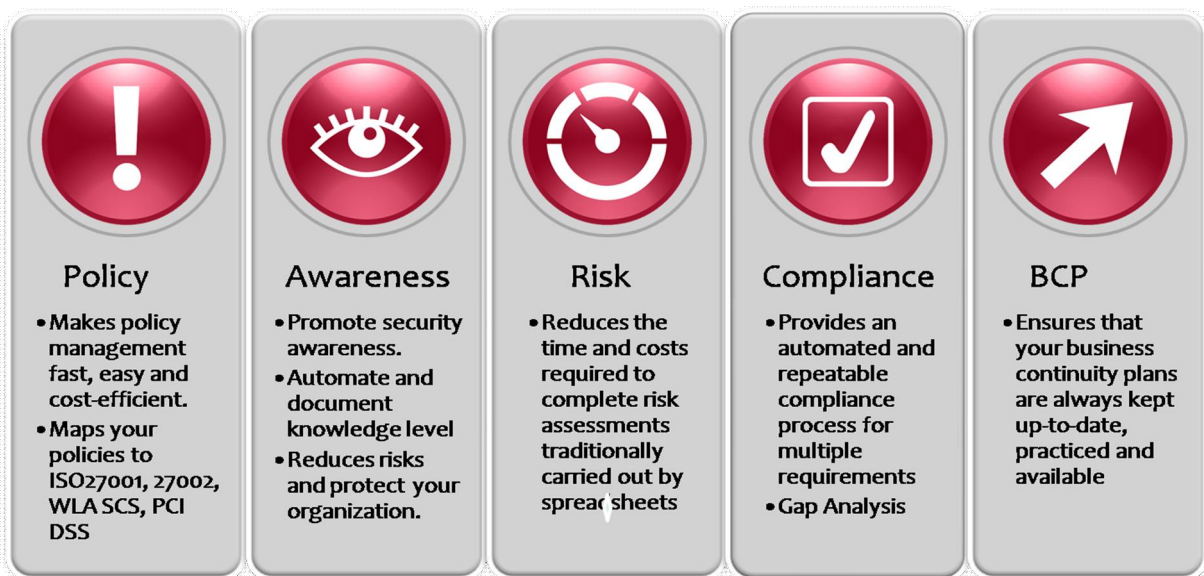 Policy
• Makes policy
management
fast, easy and
cost-efficient.
• Maps your
policies to
ISO27001, 27002,
WLA SCS, PCI
DSS
Awareness
• Promote security
awareness.
• Automate and
document
knowledge level
• Reduces risks
and protect your
organization.
Risk
• Reduces the
time and costs
required to
complete risk
assessments
traditionally
carried out by
spreadsheets
Compliance
• Provides an
automated and
repeatable
compliance
process for
multiple
requirements
• Gap Analysis
BCP
• Ensures that
your business
continuity plans
are always kept
up-to-date,
practiced and
available